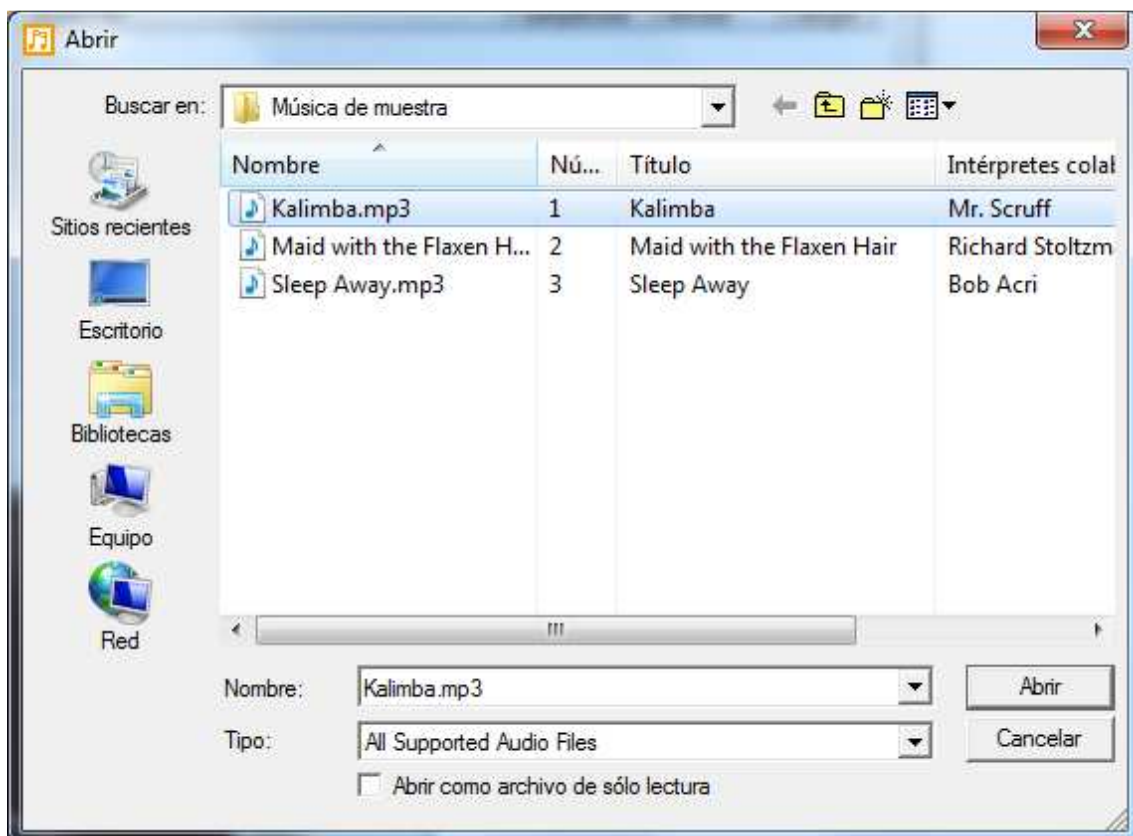 Abrir
Buscar en: Música de muestra
Nombre Nú... Título Intérpretes colab
Kalimba.mp3 1 Kalimba Mr. Scruff
Maid with the Flaxen H... 2 Maid with the Flaxen Hair Richard Stoltzm
Sleep Away.mp3 3 Sleep Away Bob Acri
Sitios recientes
Escritorio
Bibliotecas
Equipo
Red
Nombre: Kalimba.mp3 Abrir
Tipo: All Supported Audio Files Cancelar
Abrir como archivo de sólo lectura